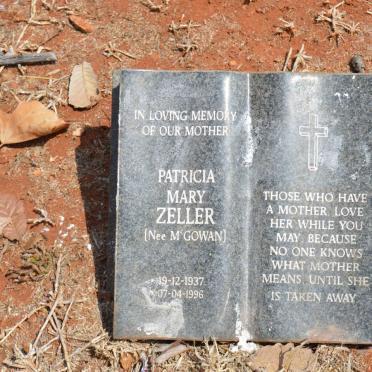 IN LOVING MEMORY
OF OUR MOTHER
PATRICIA
MARY
ZELLER
(Nee McGOWAN)
19-12-1937
07-04-1996
THOSE WHO HAVE
A MOTHER, LOVE
HER WHILE YOU
MAY, BECAUSE
NO ONE KNOWS
WHAT MOTHER
MEANS, UNTIL SHE
IS TAKEN AWAY